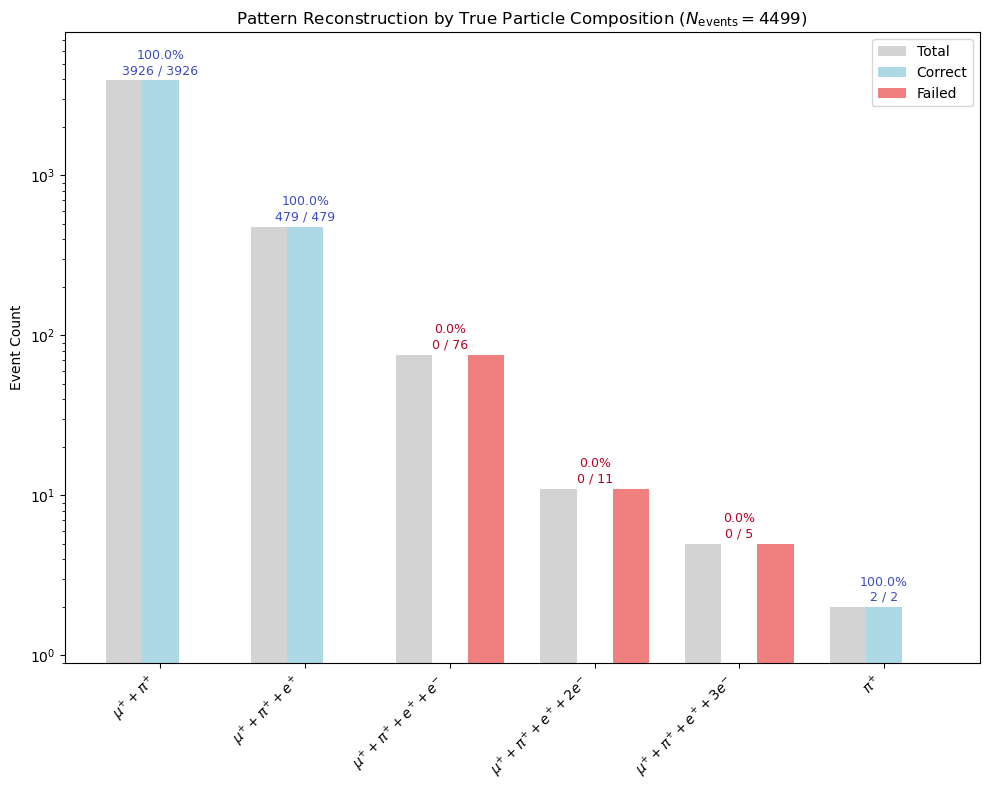 Pattern Reconstruction by True Particle Composition (N_events = 4499)
Total
Correct
Failed
100.0%
3926 / 3926
100.0%
479 / 479
0.0%
0 / 76
0.0%
0 / 11
0.0%
0 / 5
100.0%
2 / 2
Event Count
10³
10²
10¹
10⁰
μ⁺ + π⁺
μ⁺ + π⁺ + e⁺
μ⁺ + π⁺ + e⁺ + e⁻
μ⁺ + π⁺ + e⁺ + 2e⁻
μ⁺ + π⁺ + e⁺ + 3e⁻
π⁺